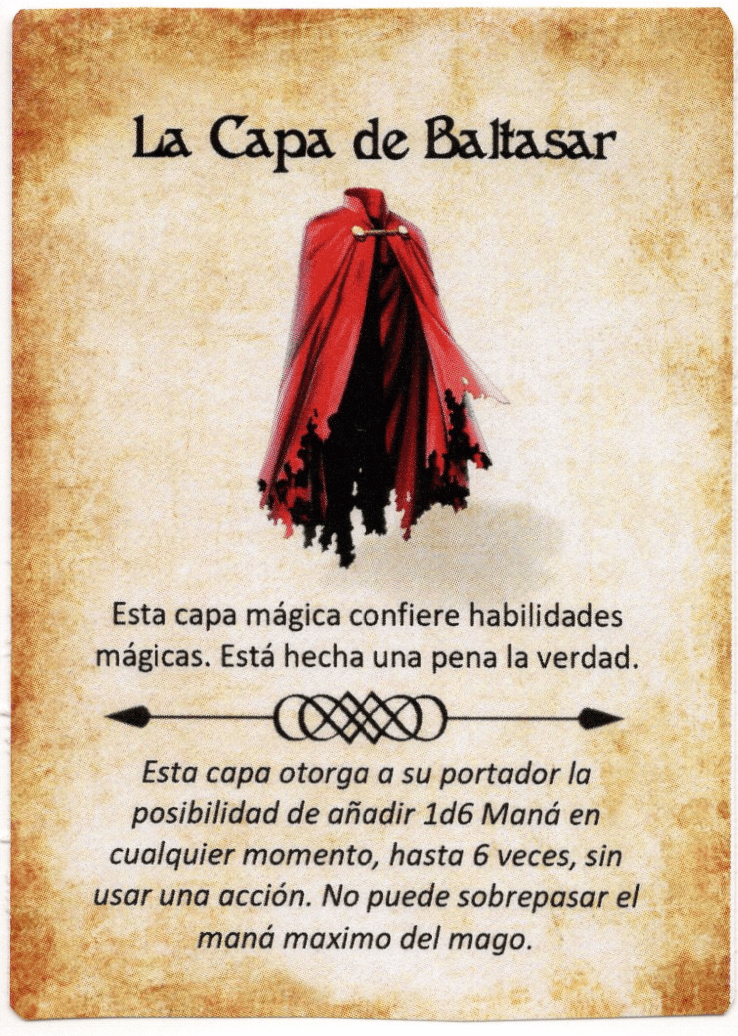 La Capa de Baltasar
Esta capa mágica confiere habilidades
mágicas. Está hecha una pena la verdad.
Esta capa otorga a su portador la
posibilidad de añadir 1d6 Maná en
cualquier momento, hasta 6 veces, sin
usar una acción. No puede sobrepasar el
maná maximo del mago.